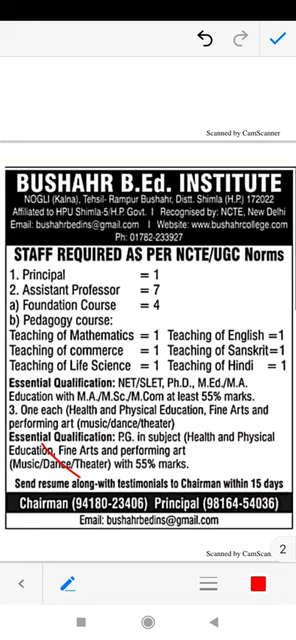 Scanned by CamScanner
BUSHAHR B.Ed. INSTITUTE
NOGLI (Kalna), Tehsil- Rampur Bushahr, Distt. Shimla (H.P.) 172022
Affiliated to HPU Shimla-5/H.P. Govt. I Recognised by: NCTE, New Delhi
Email: bushahrbedins@gmail.com I Website: www.bushahrcollege.com
Ph: 01782-233927
STAFF REQUIRED AS PER NCTE/UGC Norms
1. Principal = 1
2. Assistant Professor = 7
a) Foundation Course = 4
b) Pedagogy course:
Teaching of Mathematics = 1 Teaching of English =1
Teaching of commerce = 1 Teaching of Sanskrit=1
Teaching of Life Science = 1 Teaching of Hindi = 1
Essential Qualification: NET/SLET, Ph.D., M.Ed./M.A.
Education with M.A./M.Sc./M.Com at least 55% marks.
3. One each (Health and Physical Education, Fine Arts and
performing art (music/dance/theater)
Essential Qualification: P.G. in subject (Health and Physical
Education, Fine Arts and performing art
(Music/Dance/Theater) with 55% marks.
Send resume along-with testimonials to Chairman within 15 days
Chairman (94180-23406) Principal (98164-54036)
Email: bushahrbedins@gmail.com
Scanned by CamScan
2